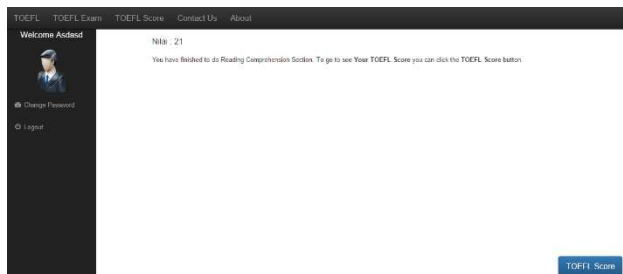 TOEFL TOEFL Exam TOEFL Score Contact Us About
Welcome Asdasd
Change Password
Logout
Nilai : 21
You have finished to do Reading Comprehension Section. To go to see Your TOEFL Score you can click the TOEFL Score button
TOEFL Score